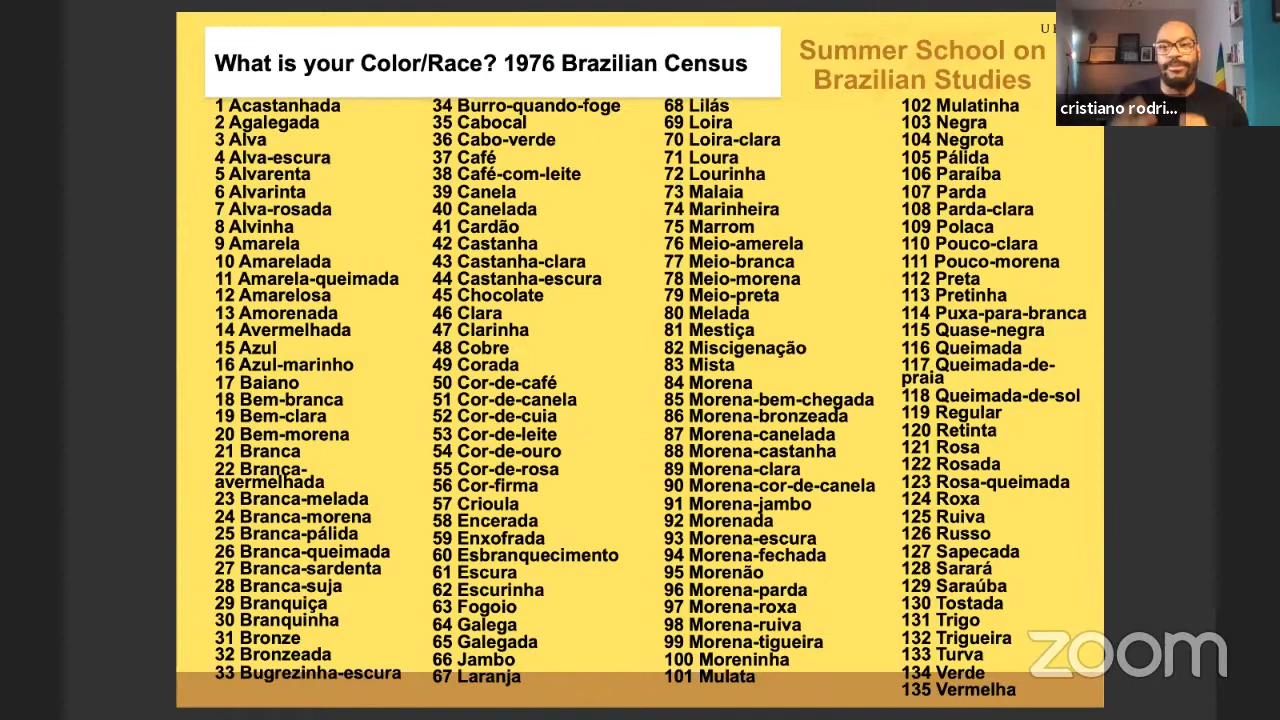 What is your Color/Race? 1976 Brazilian Census
Summer School on
Brazilian Studies
cristiano rodri...
1 Acastanhada
2 Agalegada
3 Alva
4 Alva-escura
5 Alvarenta
6 Alvarinta
7 Alva-rosada
8 Alvinha
9 Amarela
10 Amarelada
11 Amarela-queimada
12 Amarelosa
13 Amorenada
14 Avermelhada
15 Azul
16 Azul-marinho
17 Baiano
18 Bem-branca
19 Bem-clara
20 Bem-morena
21 Branca
22 Branca-
avermelhada
23 Branca-melada
24 Branca-morena
25 Branca-pálida
26 Branca-queimada
27 Branca-sardenta
28 Branca-suja
29 Branquiça
30 Branquinha
31 Bronze
32 Bronzeada
33 Bugrezinha-escura
34 Burro-quando-foge
35 Cabocal
36 Cabo-verde
37 Café
38 Café-com-leite
39 Canela
40 Canelada
41 Cardão
42 Castanha
43 Castanha-clara
44 Castanha-escura
45 Chocolate
46 Clara
47 Clarinha
48 Cobre
49 Corada
50 Cor-de-café
51 Cor-de-canela
52 Cor-de-cuia
53 Cor-de-leite
54 Cor-de-ouro
55 Cor-de-rosa
56 Cor-firma
57 Crioula
58 Encerada
59 Enxofrada
60 Esbranquecimento
61 Escura
62 Escurinha
63 Fogoio
64 Galega
65 Galegada
66 Jambo
67 Laranja
68 Lilás
69 Loira
70 Loira-clara
71 Loura
72 Lourinha
73 Malaia
74 Marinheira
75 Marrom
76 Meio-amerela
77 Meio-branca
78 Meio-morena
79 Meio-preta
80 Melada
81 Mestiça
82 Miscigenação
83 Mista
84 Morena
85 Morena-bem-chegada
86 Morena-bronzeada
87 Morena-canelada
88 Morena-castanha
89 Morena-clara
90 Morena-cor-de-canela
91 Morena-jambo
92 Morenada
93 Morena-escura
94 Morena-fechada
95 Morenão
96 Morena-parda
97 Morena-roxa
98 Morena-ruiva
99 Morena-tigueira
100 Moreninha
101 Mulata
102 Mulatinha
103 Negra
104 Negrota
105 Pálida
106 Paraíba
107 Parda
108 Parda-clara
109 Polaca
110 Pouco-clara
111 Pouco-morena
112 Preta
113 Pretinha
114 Puxa-para-branca
115 Quase-negra
116 Queimada
117 Queimada-de-
praia
118 Queimada-de-sol
119 Regular
120 Retinta
121 Rosa
122 Rosada
123 Rosa-queimada
124 Roxa
125 Ruiva
126 Russo
127 Sapecada
128 Sarará
129 Saraúba
130 Tostada
131 Trigo
132 Trigueira
133 Turva
134 Verde
135 Vermelha
zoom